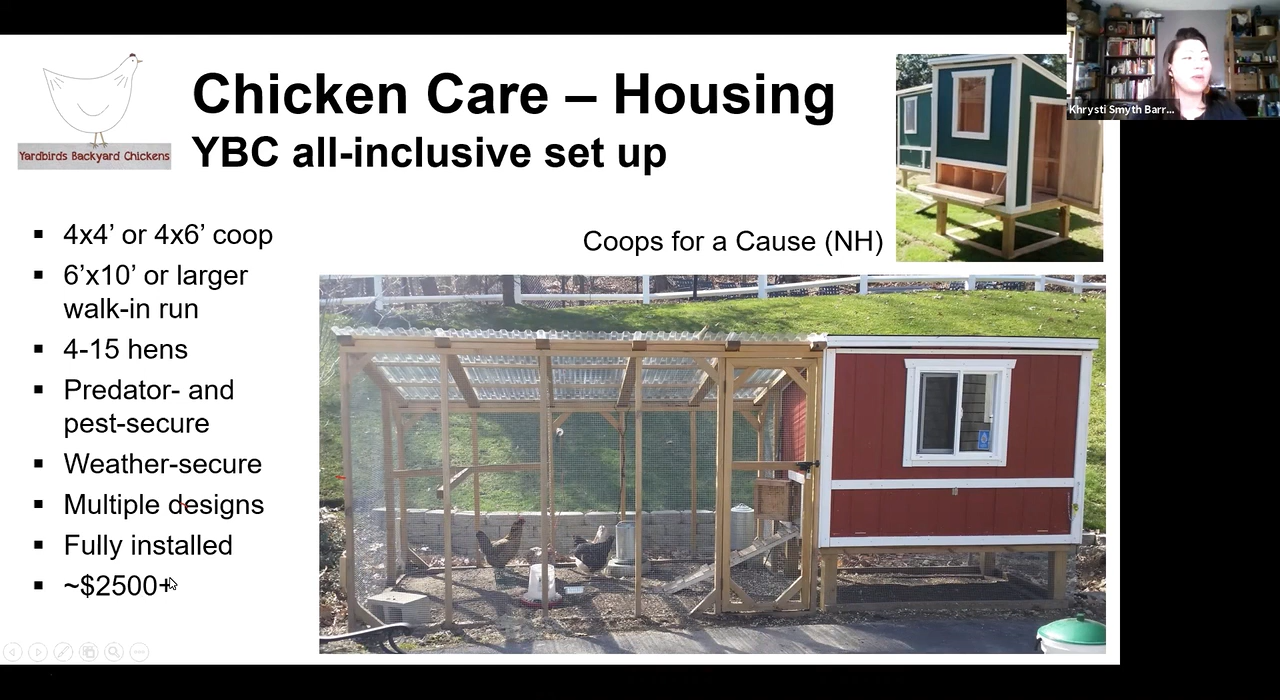 Chicken Care – Housing
YBC all-inclusive set up
Yardbirds Backyard Chickens
Khrysti Smyth Barr...
Coops for a Cause (NH)
4x4’ or 4x6’ coop
6’x10’ or larger
walk-in run
4-15 hens
Predator- and
pest-secure
Weather-secure
Multiple designs
Fully installed
~$2500+